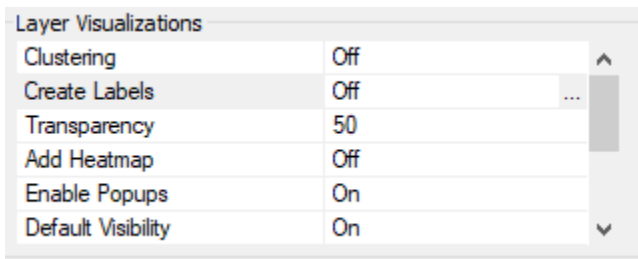 Layer Visualizations
Clustering Off
Create Labels Off ...
Transparency 50
Add Heatmap Off
Enable Popups On
Default Visibility On